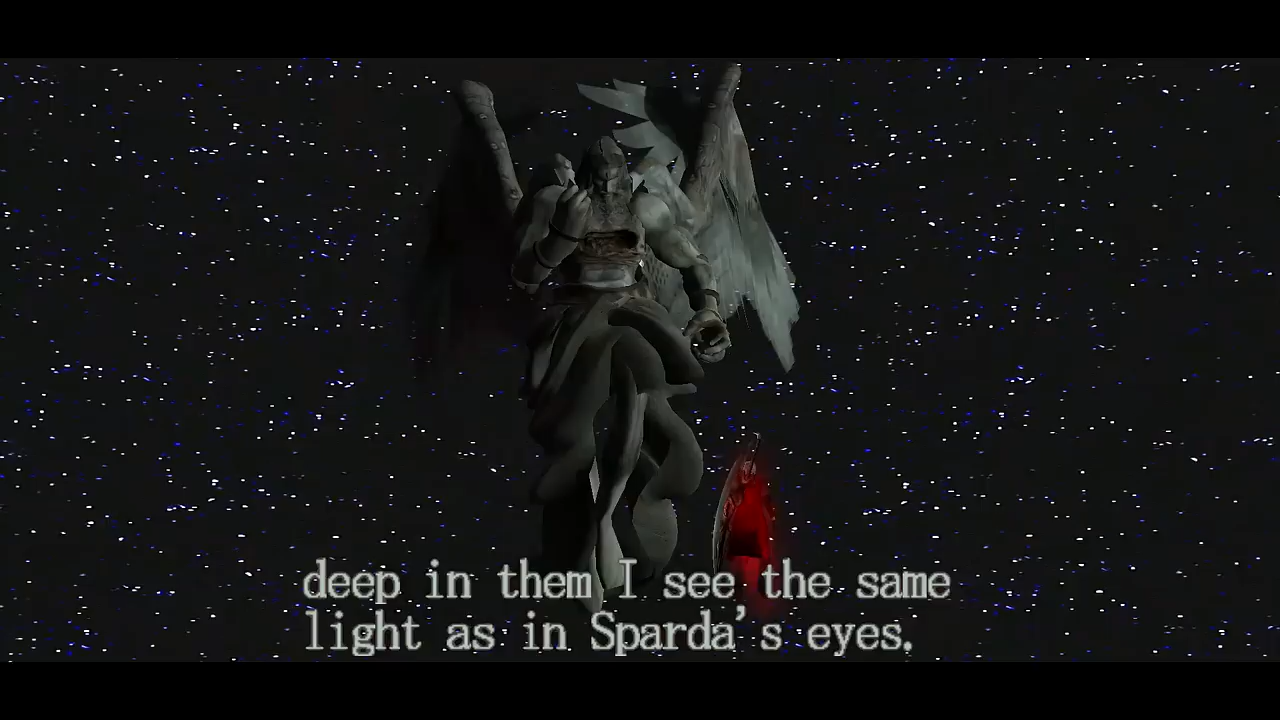 deep in them I see the same
light as in Sparda's eyes.